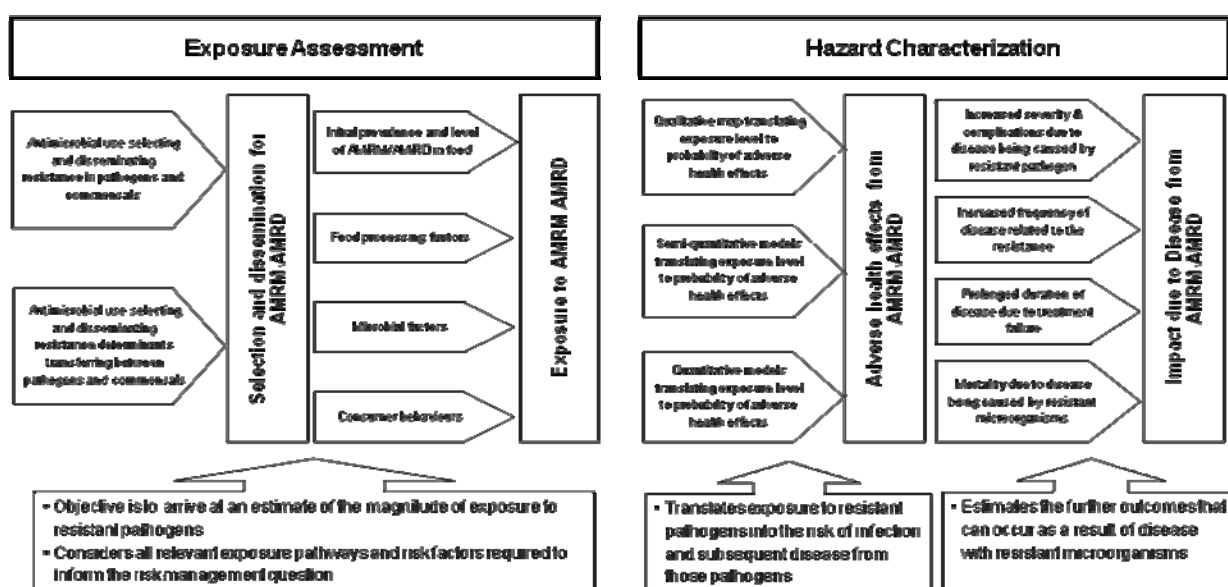 Exposure Assessment
Antimicrobial use selecting
and disseminating
resistance in pathogens and
commensals
Antimicrobial use selecting
and disseminating
resistance determinants
transferring between
pathogens and commensals
Selection and dissemination for
AMRM AMRD
Initial prevalence and level
of AMRM/AMRD in food
Food processing factors
Microbial factors
Consumer behaviours
Exposure to AMRM AMRD
▪ Objective is to arrive at an estimate of the magnitude of exposure to
resistant pathogens
▪ Considers all relevant exposure pathways and risk factors required to
inform the risk management question
Hazard Characterization
Qualitative map translating
exposure level to
probability of adverse
health effects
Semi-quantitative models
translating exposure level
to probability of adverse
health effects
Quantitative models
translating exposure level
to probability of adverse
health effects
Adverse health effects from
AMRM AMRD
Increased severity &
complications due to
disease being caused by
resistant pathogen
Increased frequency of
disease related to the
resistance
Prolonged duration of
disease due to treatment
failure
Mortality due to disease
being caused by resistant
microorganisms
Impact due to Disease from
AMRM AMRD
▪ Translates exposure to resistant
pathogens into the risk of infection
and subsequent disease from
those pathogens
▪ Estimates the further outcomes that
can occur as a result of disease
with resistant microorganisms